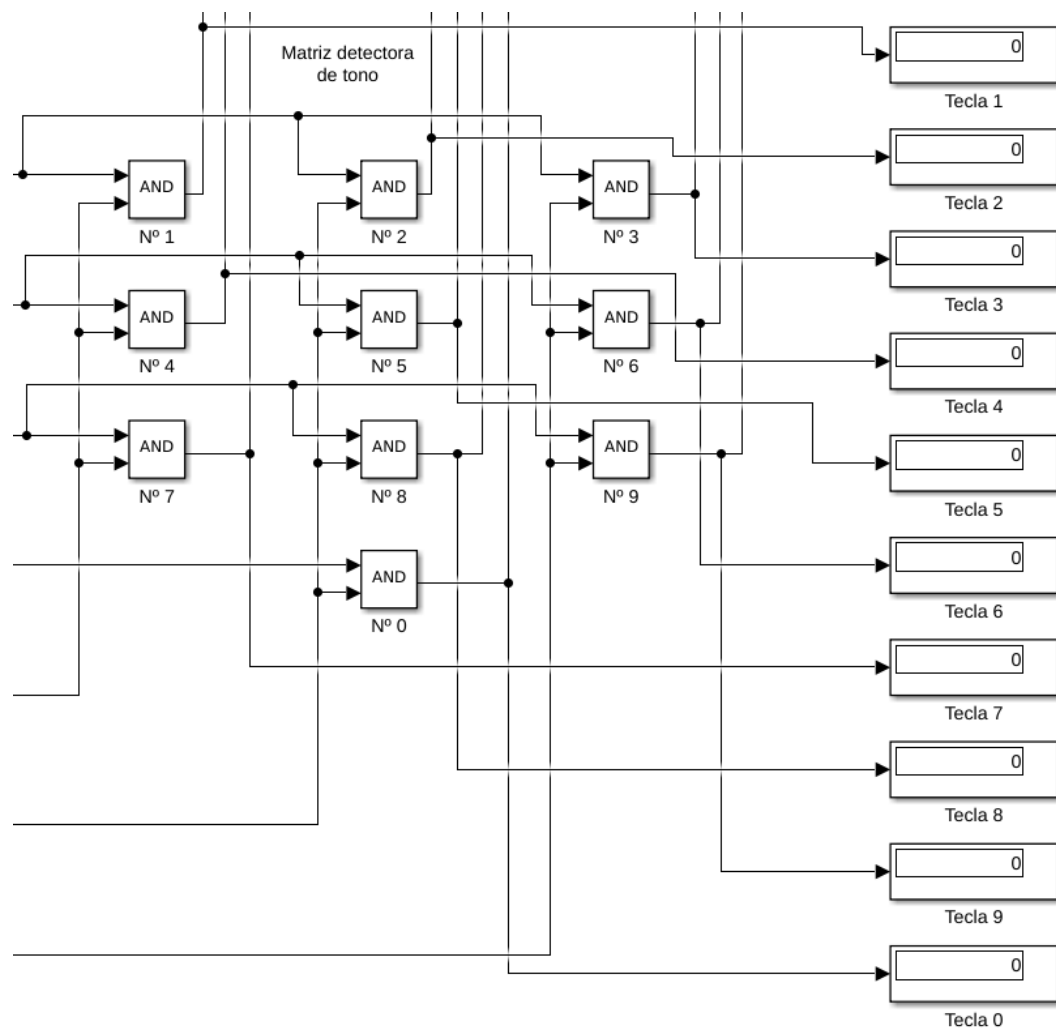 Matriz detectora
de tono
0
Tecla 1
0
Tecla 2
0
Tecla 3
0
Tecla 4
0
Tecla 5
0
Tecla 6
0
Tecla 7
0
Tecla 8
0
Tecla 9
0
Tecla 0
AND
Nº 1
AND
Nº 2
AND
Nº 3
AND
Nº 4
AND
Nº 5
AND
Nº 6
AND
Nº 7
AND
Nº 8
AND
Nº 9
AND
Nº 0